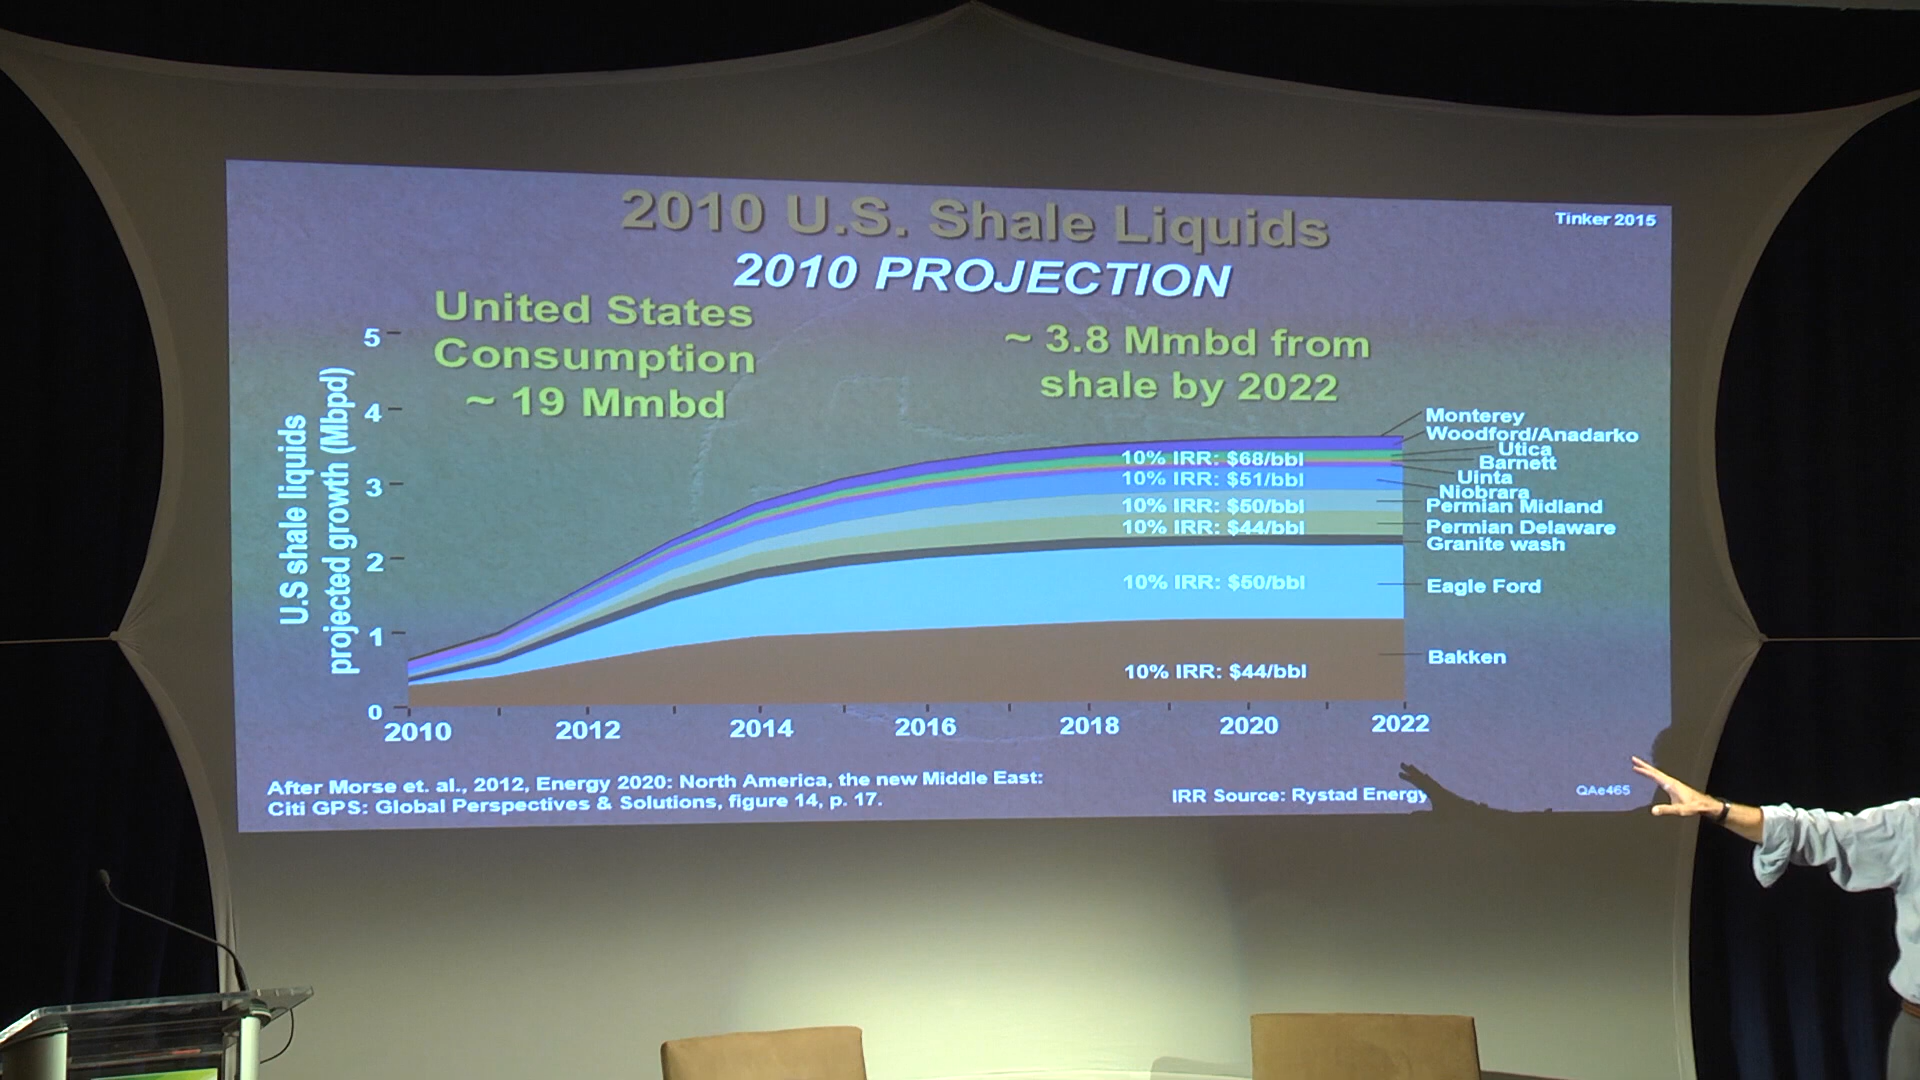 2010 U.S. Shale Liquids
Tinker 2015
2010 PROJECTION
United States
Consumption
~ 19 Mmbd
~ 3.8 Mmbd from
shale by 2022
U.S shale liquids
projected growth (Mbpd)
5
4
3
2
1
0
10% IRR: $68/bbl
10% IRR: $51/bbl
10% IRR: $50/bbl
10% IRR: $44/bbl
10% IRR: $50/bbl
10% IRR: $44/bbl
Monterey
Woodford/Anadarko
Utica
Barnett
Uinta
Niobrara
Permian Midland
Permian Delaware
Granite wash
Eagle Ford
Bakken
2010 2012 2014 2016 2018 2020 2022
After Morse et. al., 2012, Energy 2020: North America, the new Middle East:
Citi GPS: Global Perspectives & Solutions, figure 14, p. 17.
IRR Source: Rystad Energy
QAe465